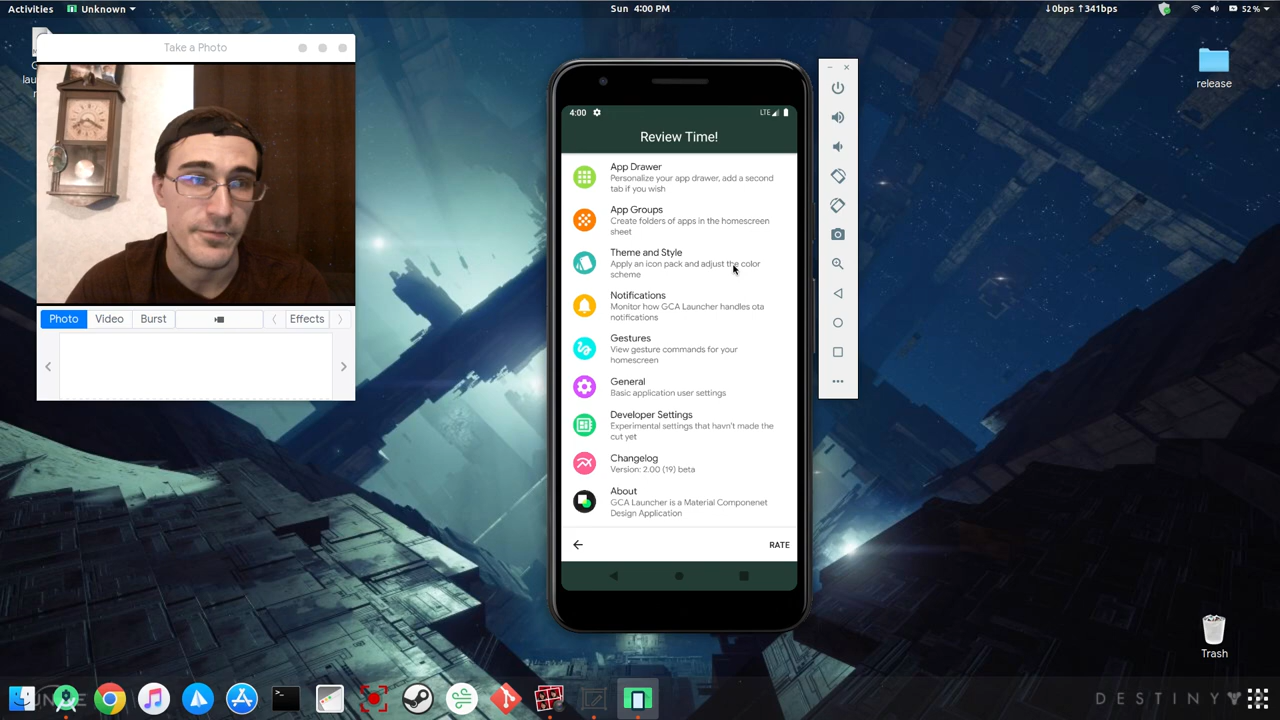 Activities
Unknown
Sun 4:00 PM
↓0bps ↑341bps
52 %
Take a Photo
Photo
Video
Burst
Effects
release
4:00
LTE
Review Time!
App Drawer
Personalize your app drawer, add a second
tab if you wish
App Groups
Create folders of apps in the homescreen
sheet
Theme and Style
Apply an icon pack and adjust the color
scheme
Notifications
Monitor how GCA Launcher handles ota
notifications
Gestures
View gesture commands for your
homescreen
General
Basic application user settings
Developer Settings
Experimental settings that havn't made the
cut yet
Changelog
Version: 2.00 (19) beta
About
GCA Launcher is a Material Componenet
Design Application
RATE
Trash
DESTINY